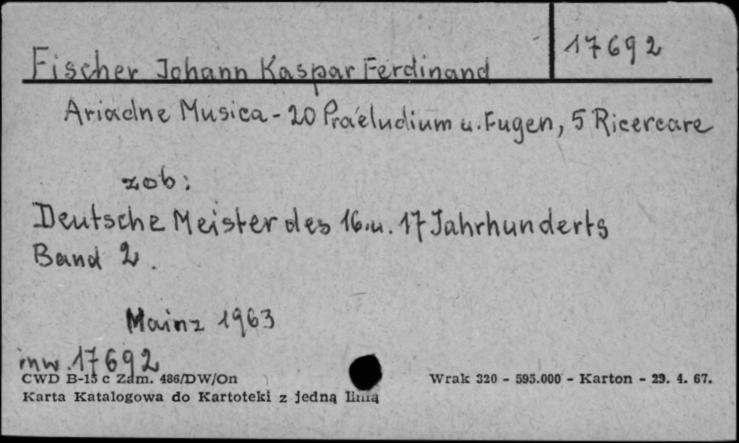 17692
Fischer Johann Kaspar Ferdinand
Ariadne Musica - 20 Praeludium u. Fugen, 5 Ricercare
zob:
Deutsche Meister des 16.u. 17 Jahrhunderts
Band 2.
Mainz 1963
inw. 17692
CWD B-15 c Zam. 486/DW/On
Wrak 320 - 595.000 - Karton - 29. 4. 67.
Karta Katalogowa do Kartoteki z jedną linią